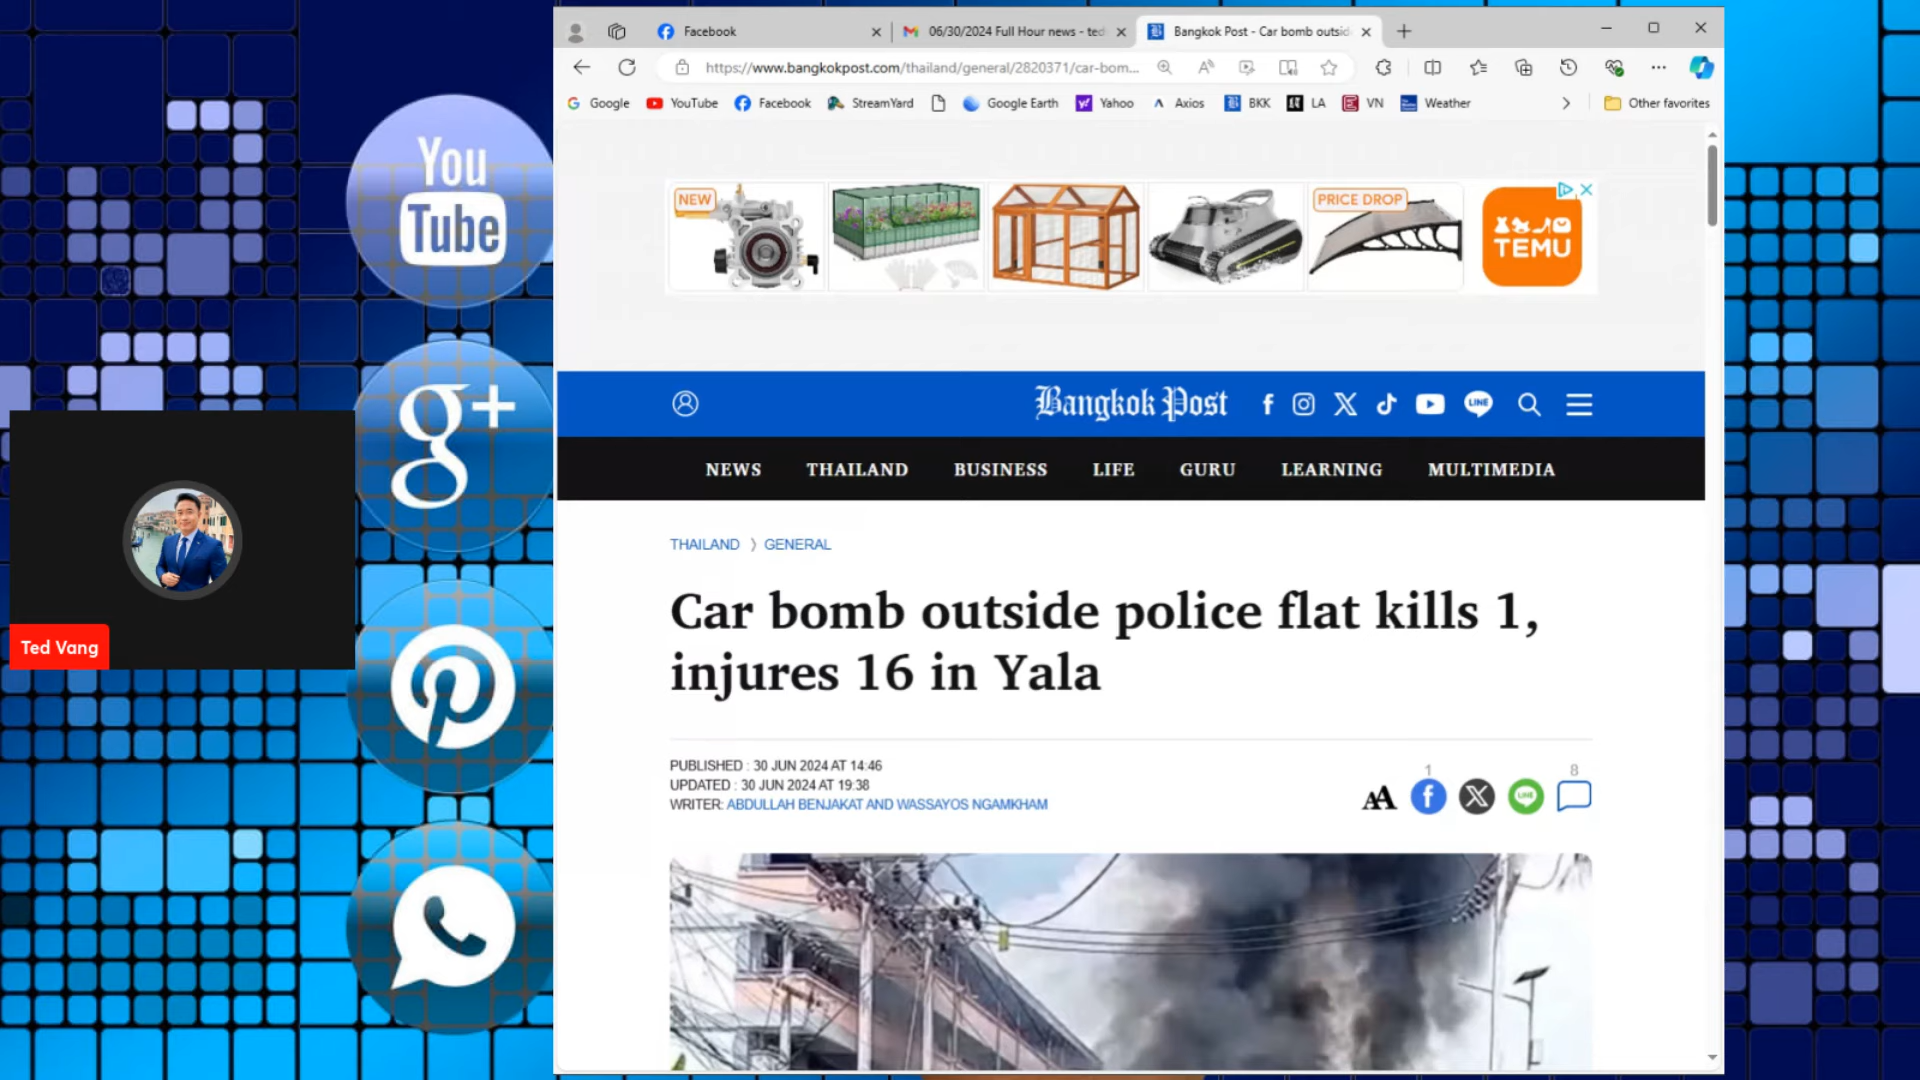 Facebook
06/30/2024 Full Hour news - ted
Bangkok Post - Car bomb outsid
https://www.bangkokpost.com/thailand/general/2820371/car-bom...
Google
YouTube
Facebook
StreamYard
Google Earth
Yahoo
Axios
BKK
LA
VN
Weather
Other favorites
You
Tube
g+
NEW
PRICE DROP
TEMU
Bangkok Post
LINE
NEWS
THAILAND
BUSINESS
LIFE
GURU
LEARNING
MULTIMEDIA
THAILAND 〉 GENERAL
Car bomb outside police flat kills 1,
injures 16 in Yala
PUBLISHED : 30 JUN 2024 AT 14:46
UPDATED : 30 JUN 2024 AT 19:38
WRITER: ABDULLAH BENJAKAT AND WASSAYOS NGAMKHAM
1
8
AA
LINE
Ted Vang